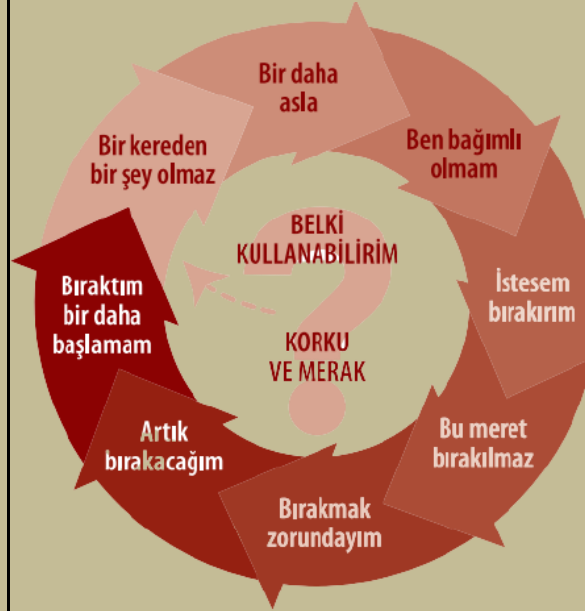 Bir kereden
bir şey olmaz
Bir daha
asla
Ben bağımlı
olmam
İstesem
bırakırım
Bu meret
bırakılmaz
Bırakmak
zorundayım
Artık
bırakacağım
Bıraktım
bir daha
başlamam
BELKİ
KULLANABİLİRİM
?
KORKU
VE MERAK